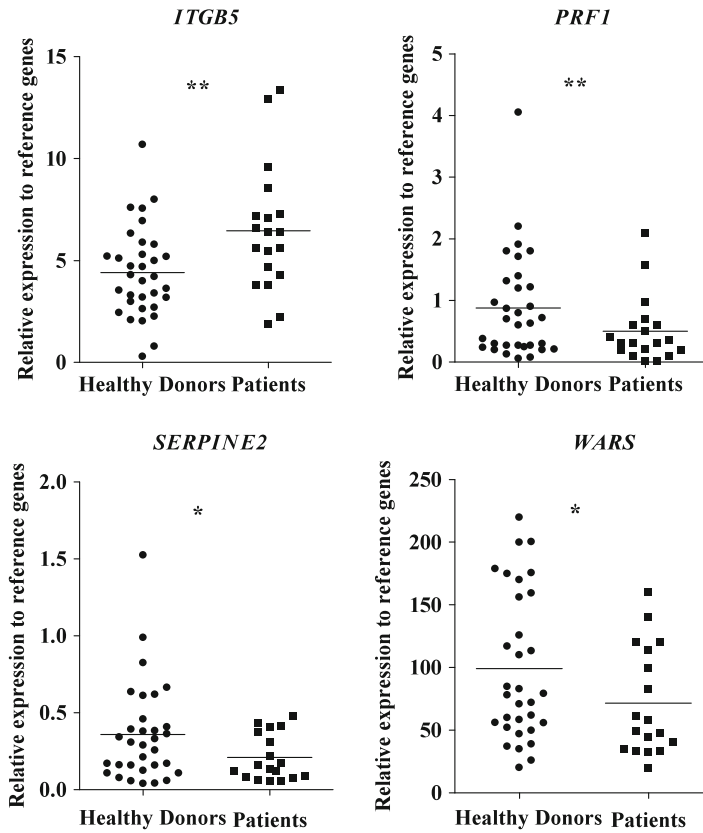 ITGB5
Relative expression to reference genes
15
10
5
0
**
Healthy Donors Patients
PRF1
Relative expression to reference genes
5
4
3
2
1
0
**
Healthy Donors Patients
SERPINE2
Relative expression to reference genes
2.0
1.5
1.0
0.5
0.0
*
Healthy Donors Patients
WARS
Relative expression to reference genes
250
200
150
100
50
0
*
Healthy Donors Patients